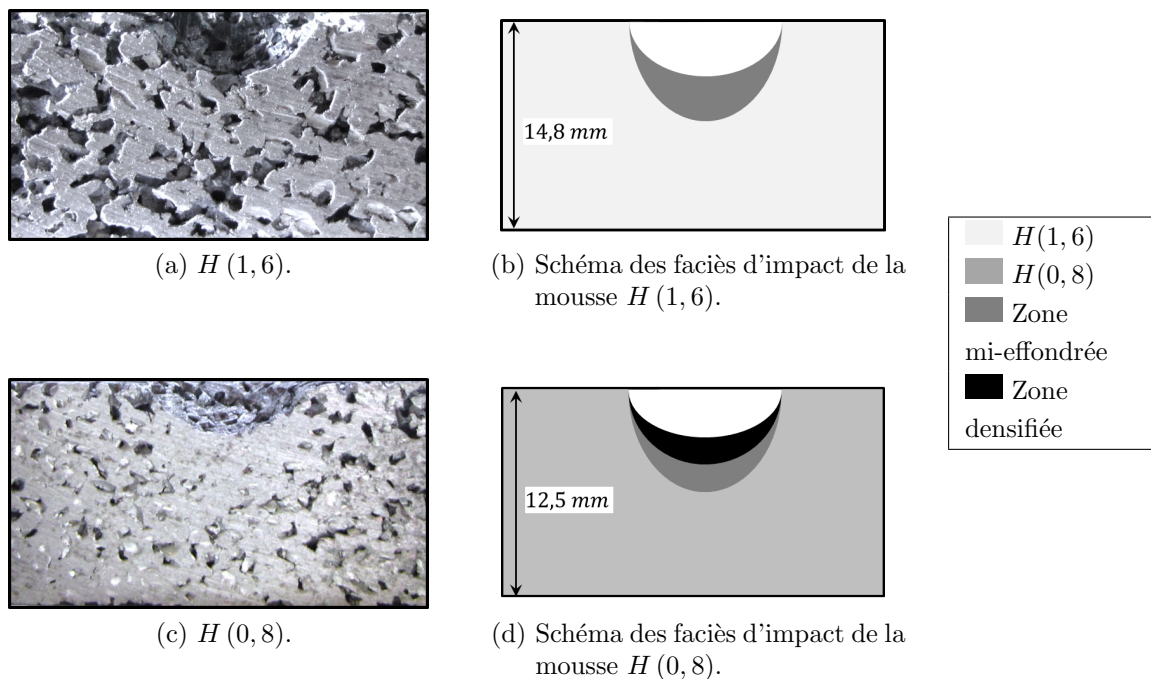 14,8 mm
(a) H (1, 6).
(b) Schéma des faciès d'impact de la
mousse H (1, 6).
H(1, 6)
H(0, 8)
Zone
mi-effondrée
Zone
densifiée
12,5 mm
(c) H (0, 8).
(d) Schéma des faciès d'impact de la
mousse H (0, 8).